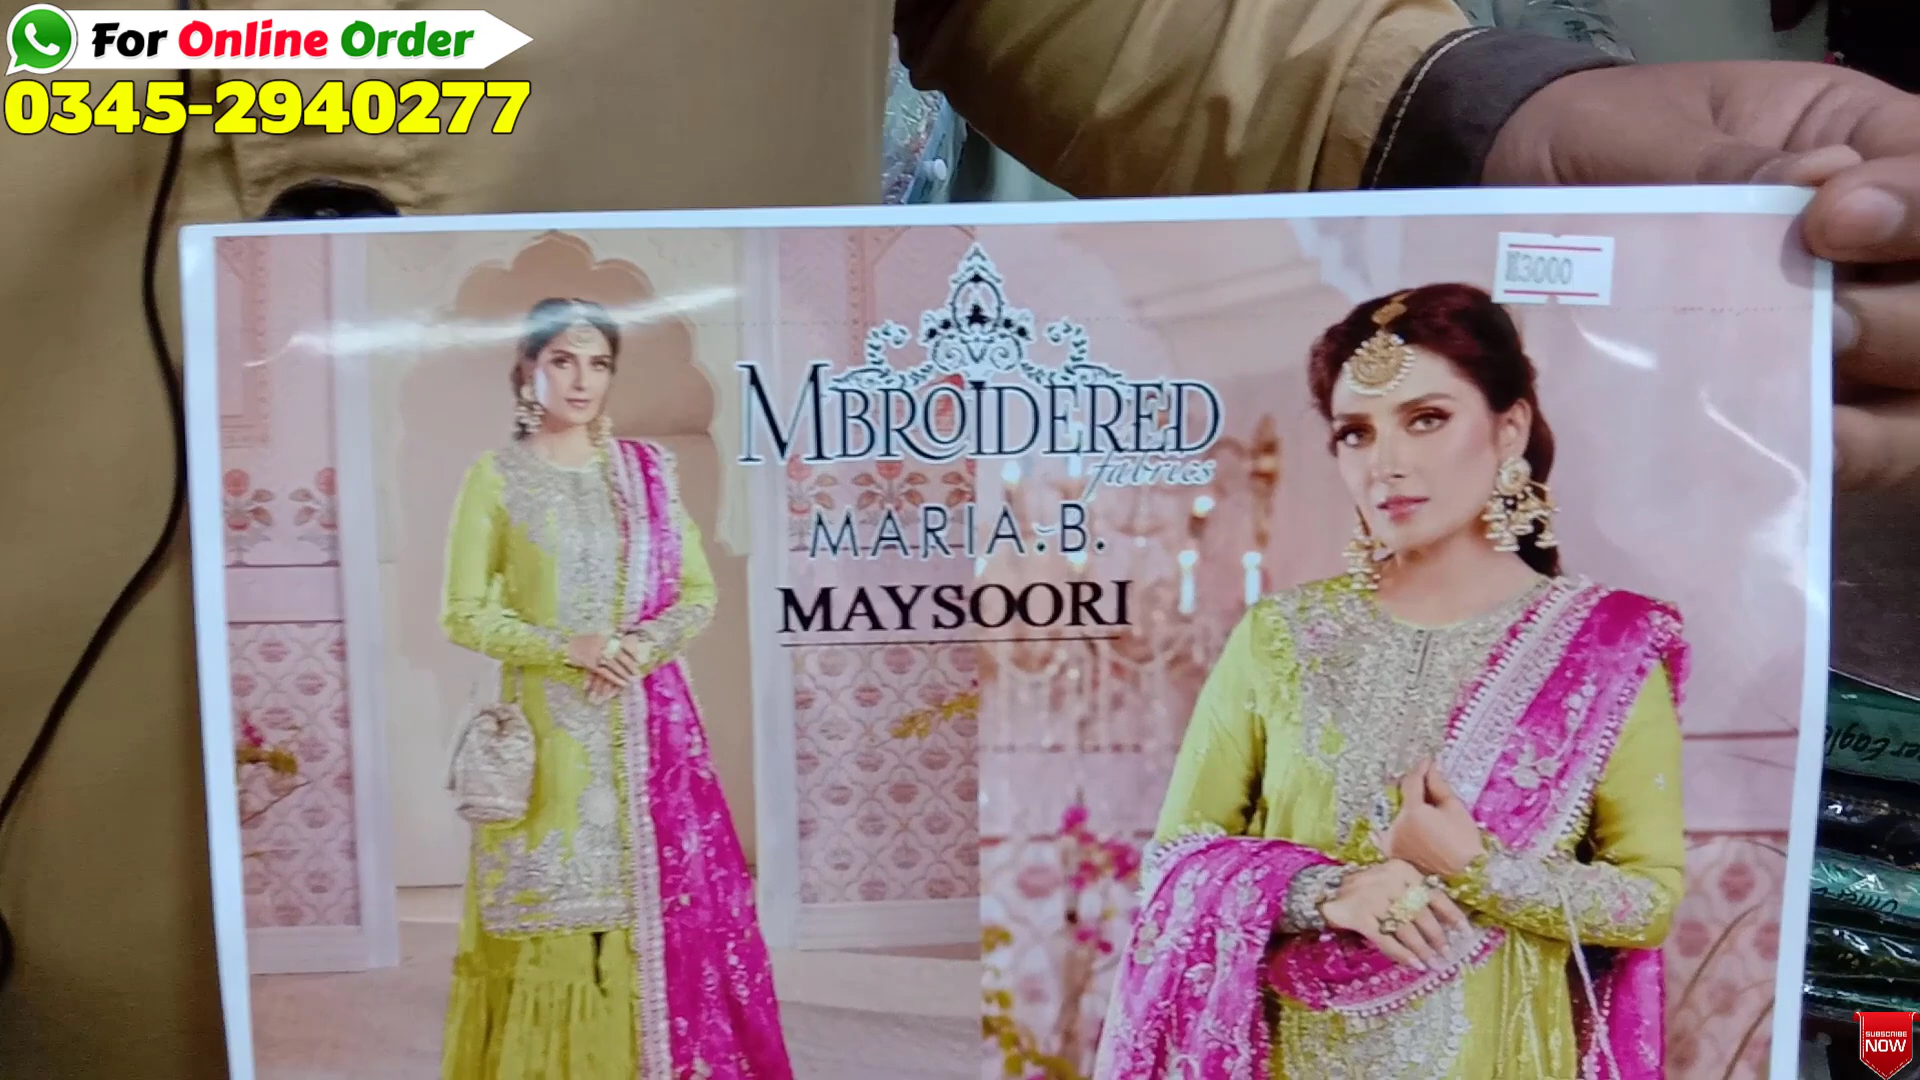 For Online Order
0345-2940277
3000
MBROIDERED
fabrics
MARIA.B.
MAYSOORI
SUBSCRIBE
NOW